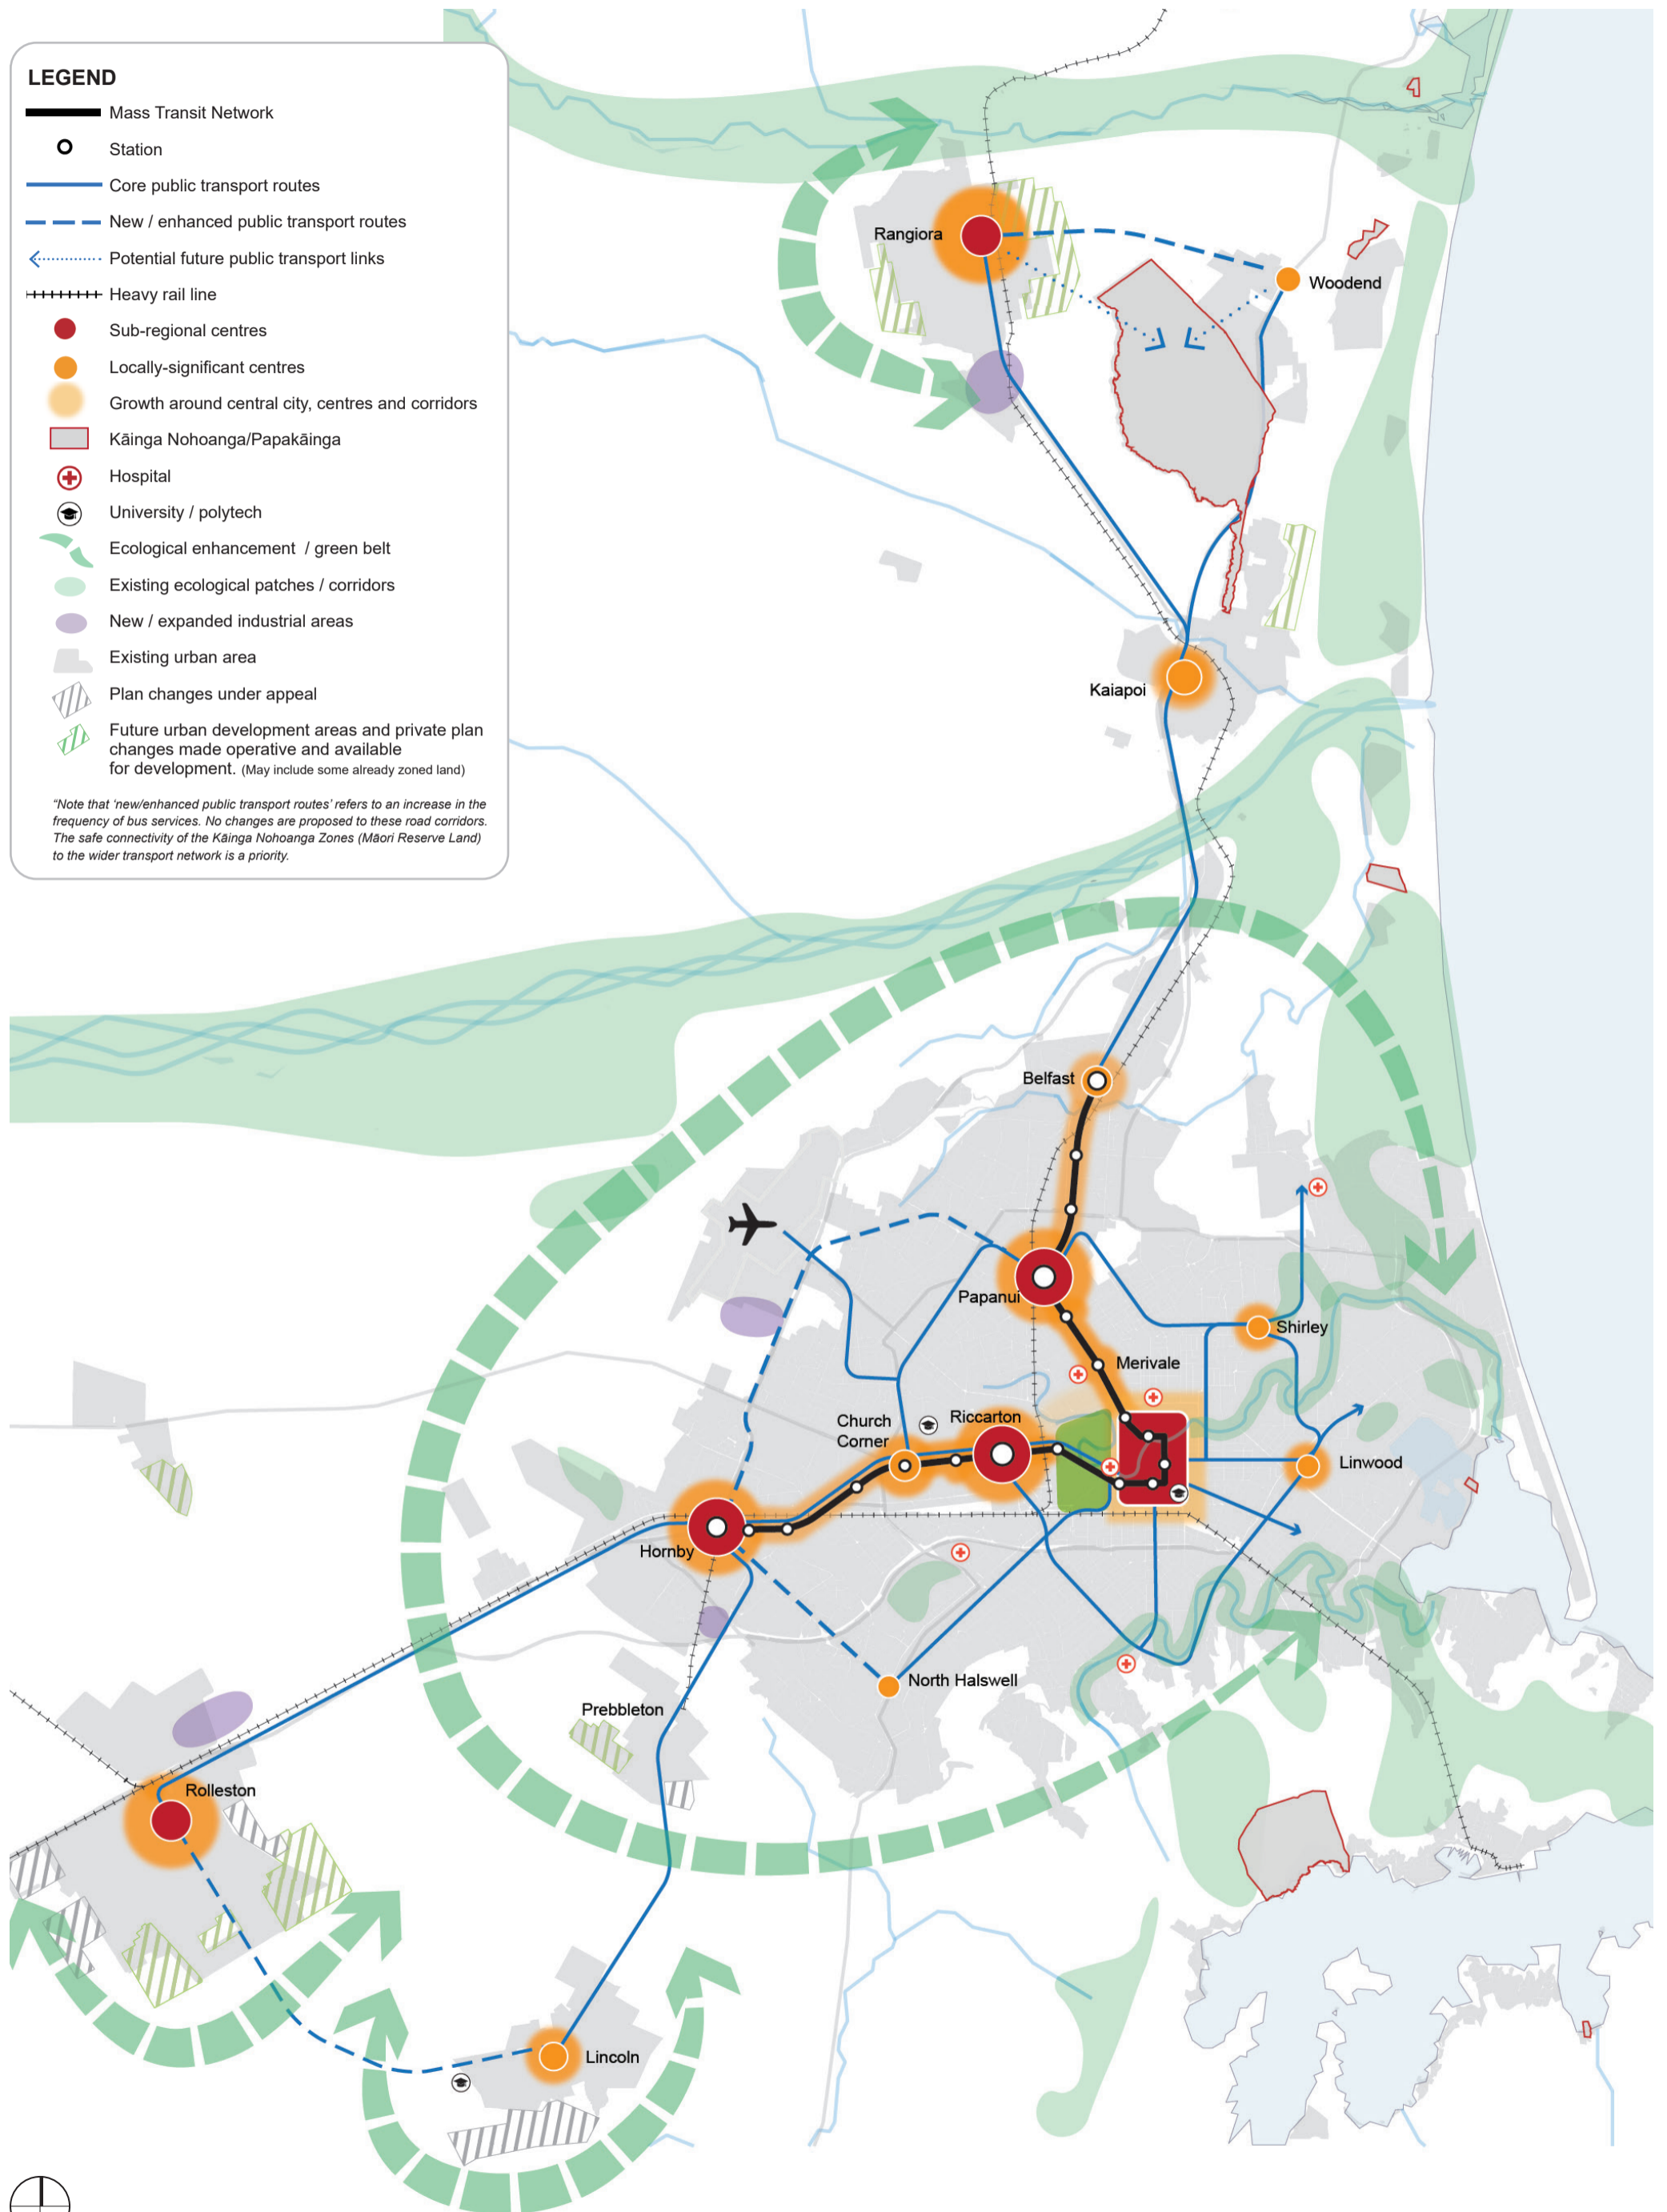 LEGEND
Mass Transit Network
Station
Core public transport routes
New / enhanced public transport routes
Potential future public transport links
Heavy rail line
Sub-regional centres
Locally-significant centres
Growth around central city, centres and corridors
Kāinga Nohoanga/Papakāinga
Hospital
University / polytech
Ecological enhancement / green belt
Existing ecological patches / corridors
New / expanded industrial areas
Existing urban area
Plan changes under appeal
Future urban development areas and private plan
changes made operative and available
for development. (May include some already zoned land)
“Note that ‘new/enhanced public transport routes’ refers to an increase in the
frequency of bus services. No changes are proposed to these road corridors.
The safe connectivity of the Kāinga Nohoanga Zones (Māori Reserve Land)
to the wider transport network is a priority.
Rangiora
Woodend
Kaiapoi
Belfast
Papanui
Shirley
Merivale
Church
Corner
Riccarton
Linwood
Hornby
North Halswell
Prebbleton
Rolleston
Lincoln